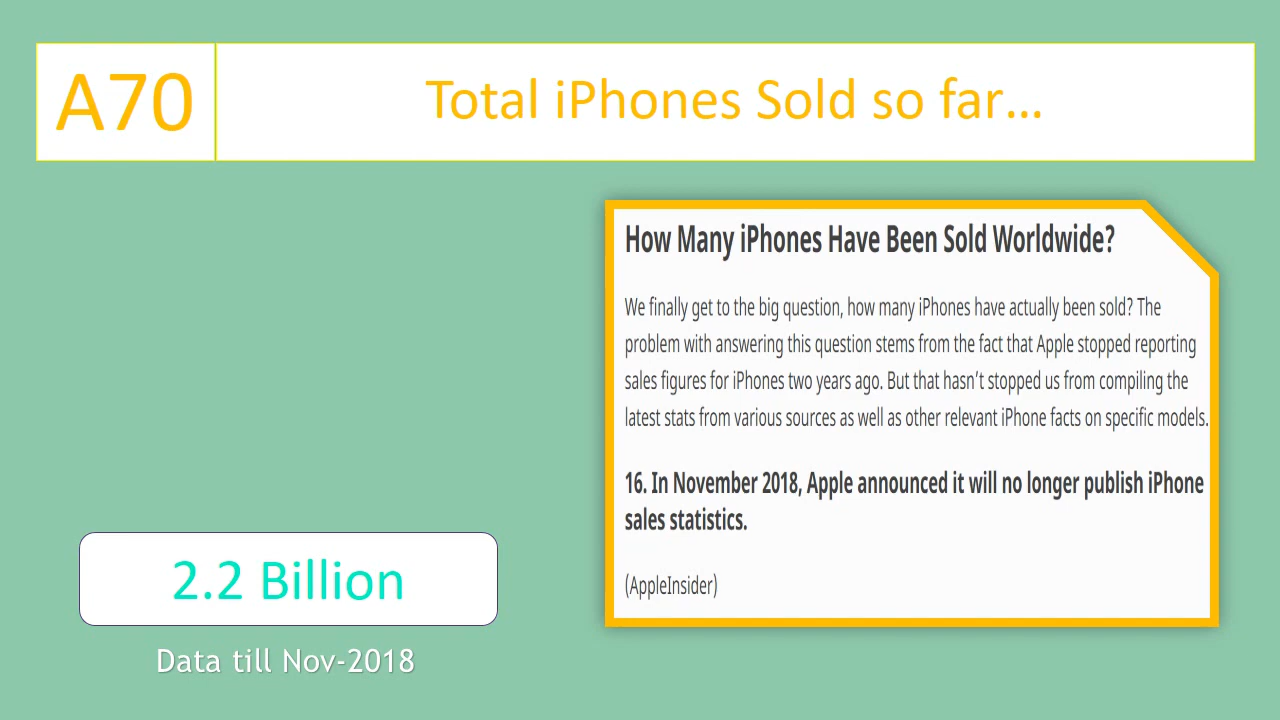 A70
Total iPhones Sold so far...
How Many iPhones Have Been Sold Worldwide?
We finally get to the big question, how many iPhones have actually been sold? The
problem with answering this question stems from the fact that Apple stopped reporting
sales figures for iPhones two years ago. But that hasn't stopped us from compiling the
latest stats from various sources as well as other relevant iPhone facts on specific models.
16. In November 2018, Apple announced it will no longer publish iPhone
sales statistics.
(AppleInsider)
2.2 Billion
Data till Nov-2018